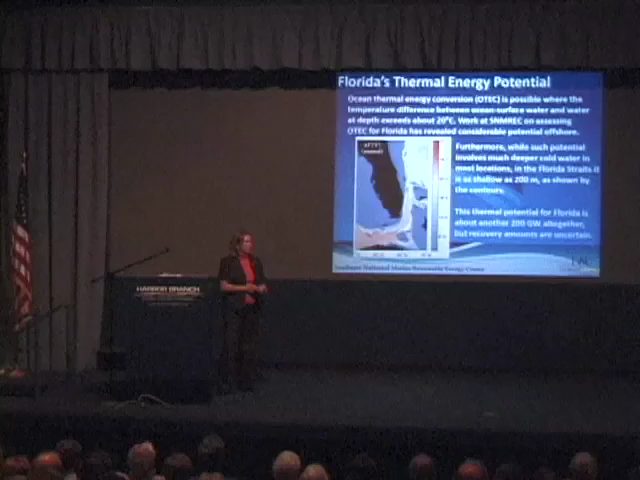 Florida's Thermal Energy Potential
Ocean thermal energy conversion (OTEC) is possible where the
temperature difference between ocean-surface water and water
at depth exceeds about 20°C. Work at SNMREC on assessing
OTEC for Florida has revealed considerable potential offshore.
Furthermore, while such potential
involves much deeper cold water in
most locations, in the Florida Straits it
is as shallow as 200 m, as shown by
the contours.
This thermal potential for Florida is
about another 200 GW altogether,
but recovery amounts are uncertain.
Southeast National Marine Renewable Energy Center
FAU
HARBOR BRANCH